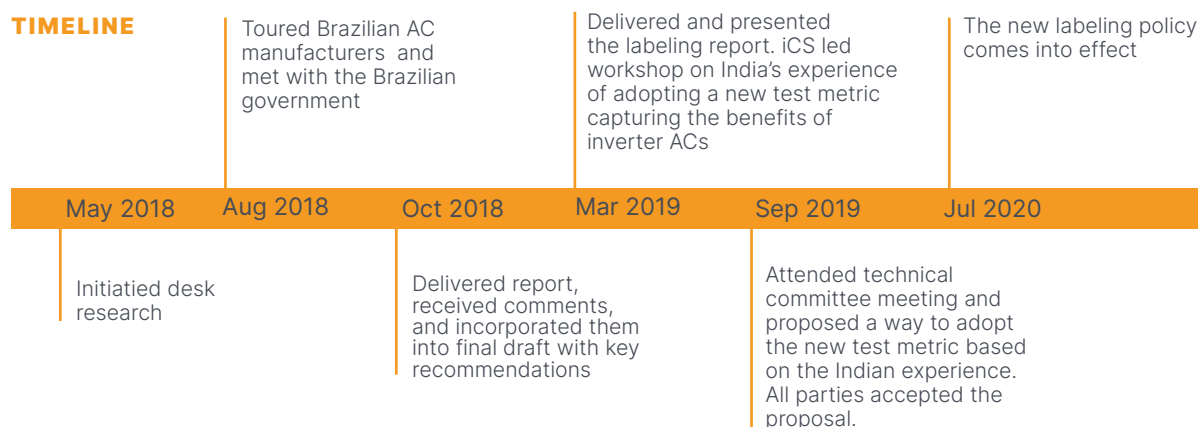 TIMELINE
Toured Brazilian AC
manufacturers and
met with the Brazilian
government
Delivered and presented
the labeling report. iCS led
workshop on India's experience
of adopting a new test metric
capturing the benefits of
inverter ACs
The new labeling policy
comes into effect
May 2018
Aug 2018
Oct 2018
Mar 2019
Sep 2019
Jul 2020
Initiatied desk
research
Delivered report,
received comments,
and incorporated them
into final draft with key
recommendations
Attended technical
committee meeting and
proposed a way to adopt
the new test metric based
on the Indian experience.
All parties accepted the
proposal.